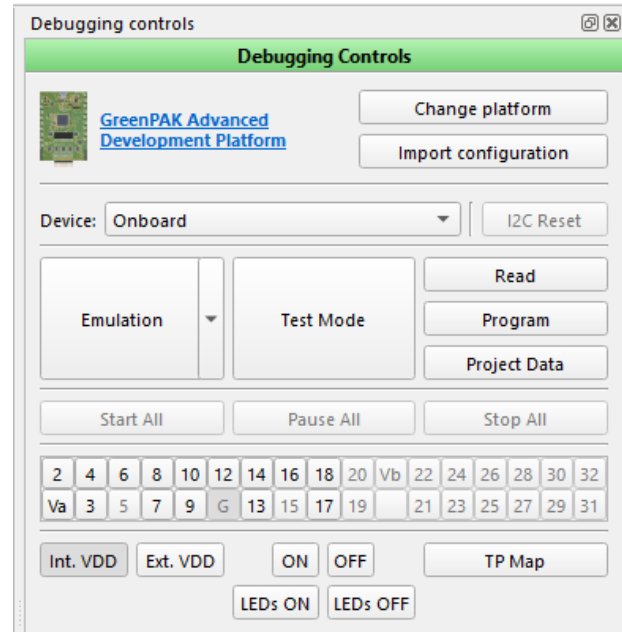 Debugging controls
Debugging Controls
GreenPAK Advanced
Development Platform
Change platform
Import configuration
Device: Onboard I2C Reset
Emulation Test Mode Read
Program
Project Data
Start All Pause All Stop All
2 4 6 8 10 12 14 16 18 20 Vb 22 24 26 28 30 32
Va 3 5 7 9 G 13 15 17 19 21 23 25 27 29 31
Int. VDD Ext. VDD ON OFF TP Map
LEDs ON LEDs OFF